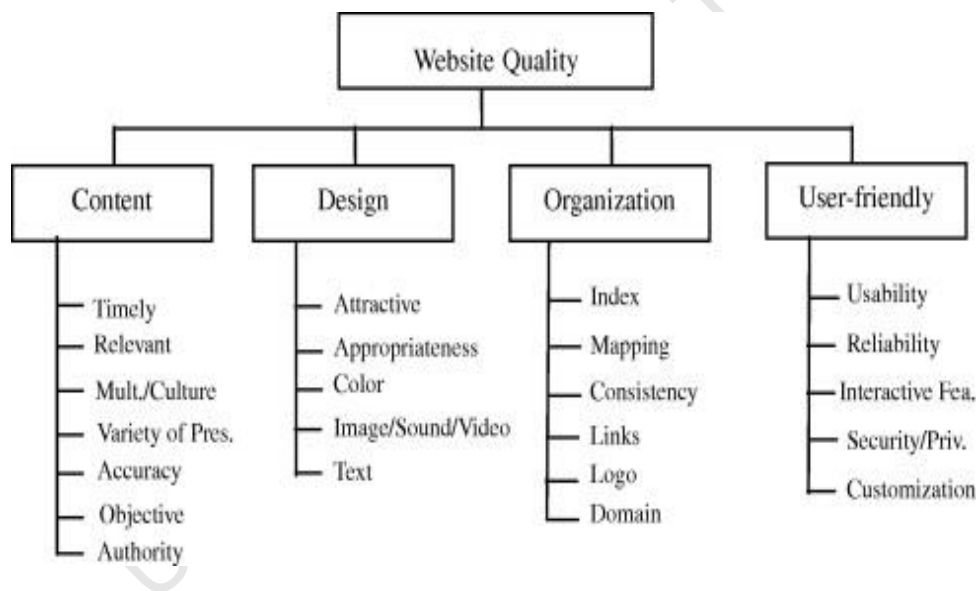 Website Quality
Content
Design
Organization
User-friendly
Timely
Relevant
Mult./Culture
Variety of Pres.
Accuracy
Objective
Authority
Attractive
Appropriateness
Color
Image/Sound/Video
Text
Index
Mapping
Consistency
Links
Logo
Domain
Usability
Reliability
Interactive Fea.
Security/Priv.
Customization